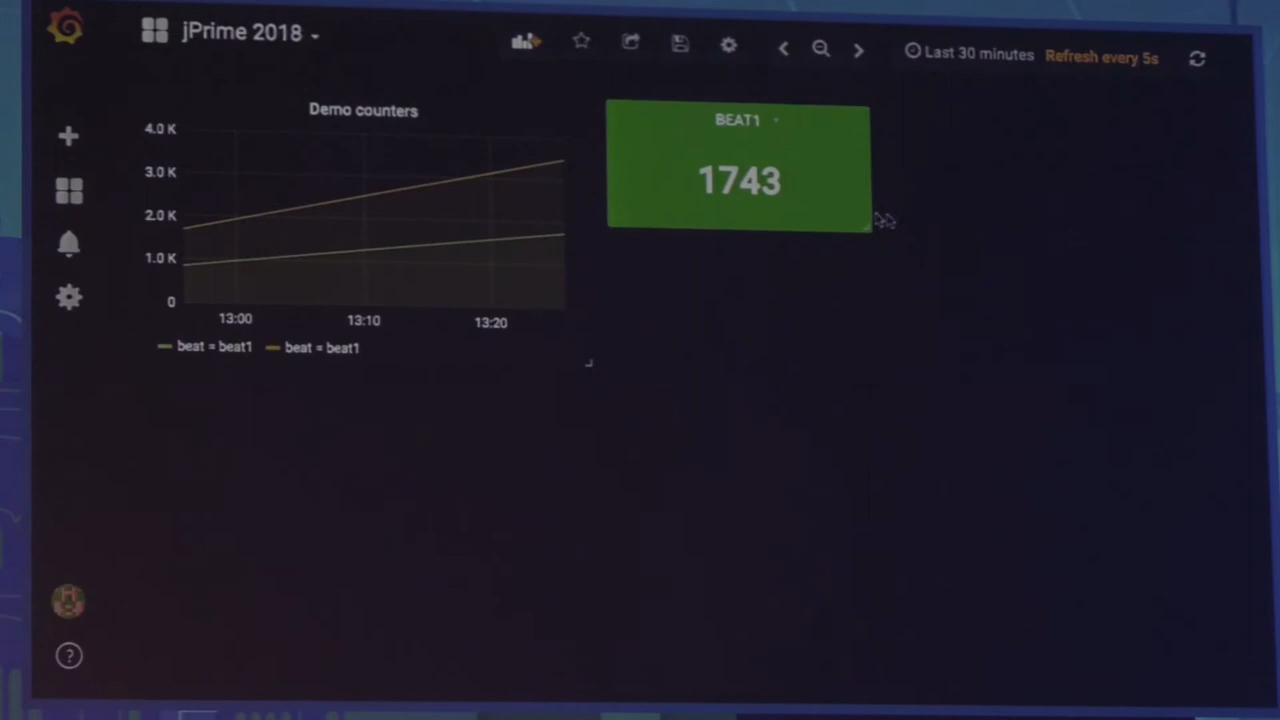 jPrime 2018
Last 30 minutes Refresh every 5s
Demo counters
4.0 K
3.0 K
2.0 K
1.0 K
0
13:00 13:10 13:20
beat = beat1 beat = beat1
BEAT1
1743
?